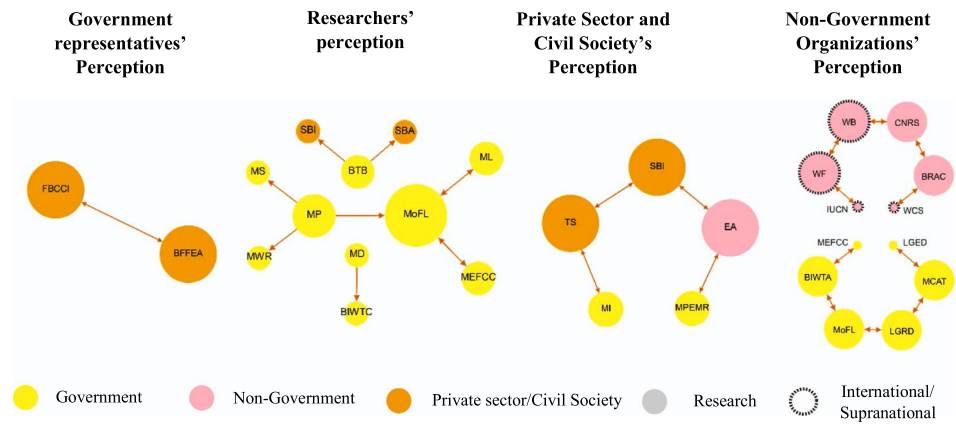 Government
representatives’
Perception
Researchers’
perception
Private Sector and
Civil Society’s
Perception
Non-Government
Organizations’
Perception
FBCCI
BFFEA
SBI
SBA
BTB
MS
ML
MP
MoFL
MWR
MD
MEFCC
BIWTC
SBI
TS
EA
MI
MPEMR
WB
CNRS
WF
BRAC
IUCN
WCS
MEFCC
LGED
BIWTA
MCAT
MoFL
LGRD
Government
Non-Government
Private sector/Civil Society
Research
International/
Supranational